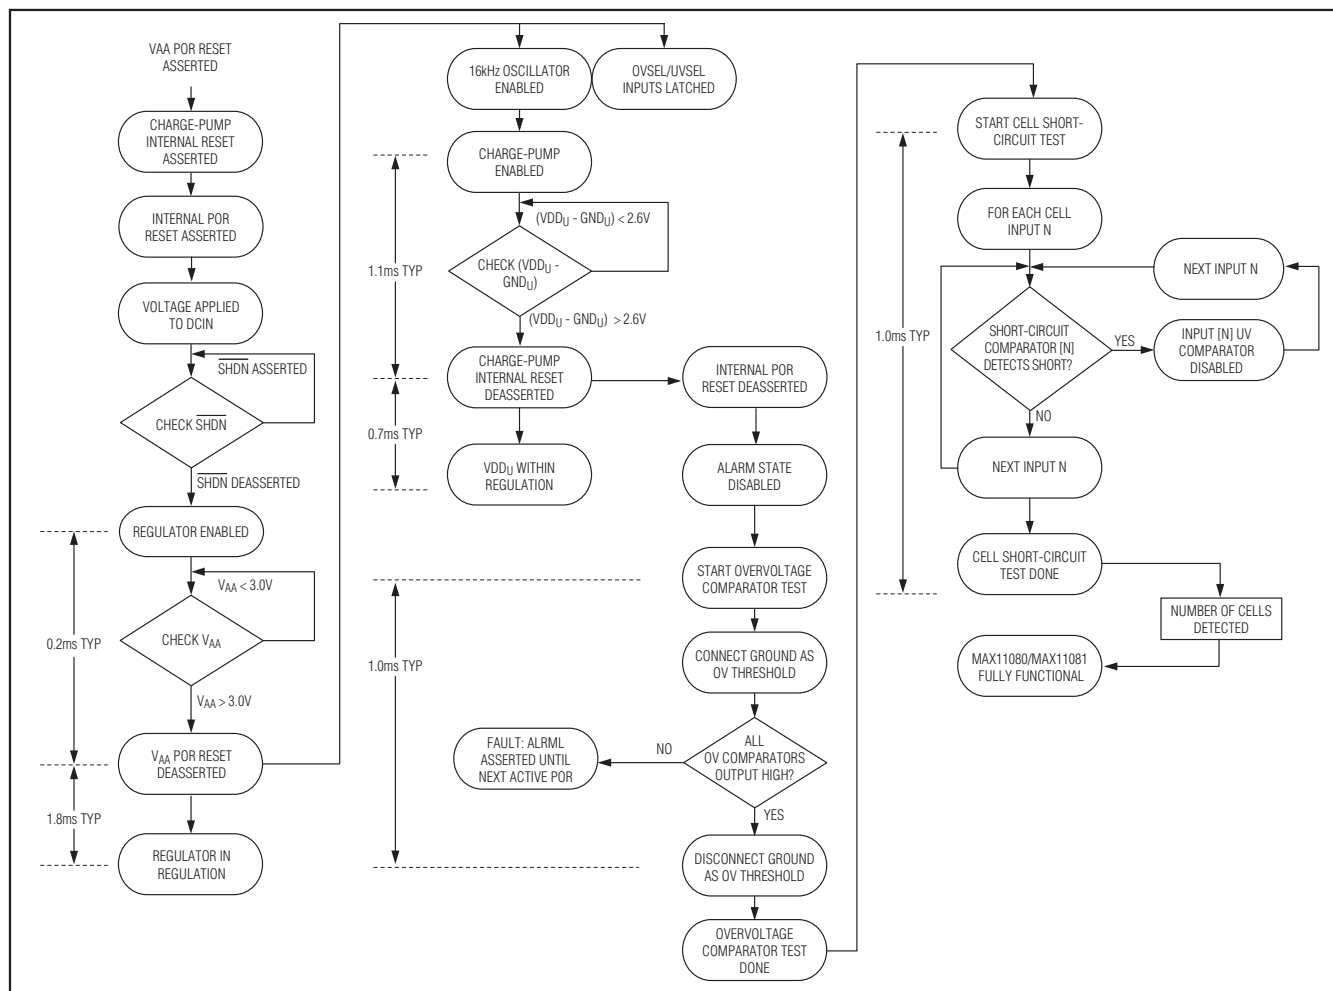 VAA POR RESET
ASSERTED
CHARGE-PUMP
INTERNAL RESET
ASSERTED
INTERNAL POR
RESET ASSERTED
VOLTAGE APPLIED
TO DCIN
SHDN ASSERTED
CHECK SHDN
SHDN DEASSERTED
REGULATOR ENABLED
VAA < 3.0V
CHECK VAA
0.2ms TYP
VAA > 3.0V
VAA POR RESET
DEASSERTED
1.8ms TYP
REGULATOR IN
REGULATION
16kHz OSCILLATOR
ENABLED
OVSEL/UVSEL
INPUTS LATCHED
CHARGE-PUMP
ENABLED
(VDDU - GNDU) < 2.6V
CHECK (VDDU -
GNDU)
1.1ms TYP
(VDDU - GNDU) > 2.6V
CHARGE-PUMP
INTERNAL RESET
DEASSERTED
INTERNAL POR
RESET DEASSERTED
0.7ms TYP
VDDU WITHIN
REGULATION
ALARM STATE
DISABLED
START OVERVOLTAGE
COMPARATOR TEST
1.0ms TYP
CONNECT GROUND AS
OV THRESHOLD
ALL
OV COMPARATORS
OUTPUT HIGH?
NO
FAULT: ALRML
ASSERTED UNTIL
NEXT ACTIVE POR
YES
DISCONNECT GROUND
AS OV THRESHOLD
OVERVOLTAGE
COMPARATOR TEST
DONE
START CELL SHORT-
CIRCUIT TEST
FOR EACH CELL
INPUT N
NEXT INPUT N
1.0ms TYP
SHORT-CIRCUIT
COMPARATOR [N]
DETECTS SHORT?
YES
INPUT [N] UV
COMPARATOR
DISABLED
NO
NEXT INPUT N
CELL SHORT-CIRCUIT
TEST DONE
NUMBER OF CELLS
DETECTED
MAX11080/MAX11081
FULLY FUNCTIONAL